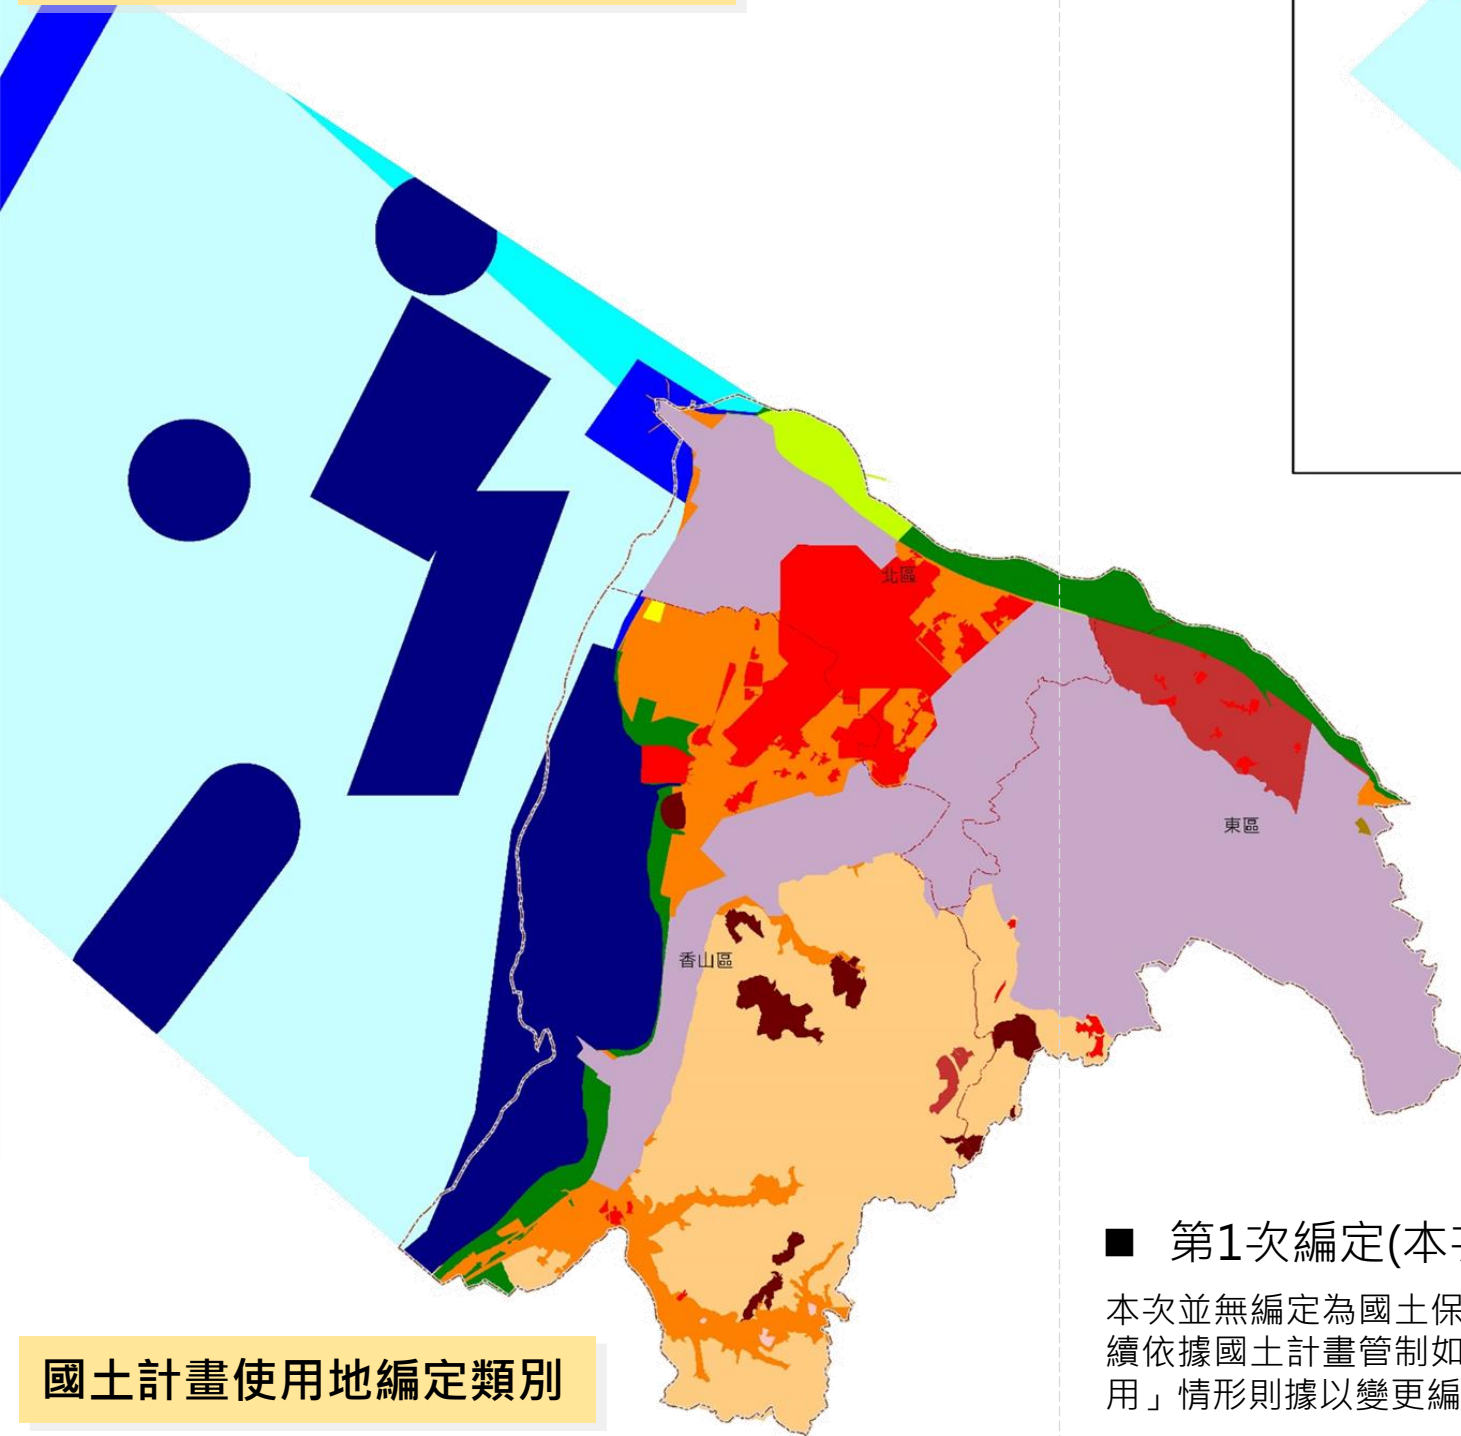 北區
東區
香山區
■ 第1次編定(本
本次並無編定為國土保
續依據國土計畫管制如
用」情形則據以變更編
國土計畫使用地編定類別